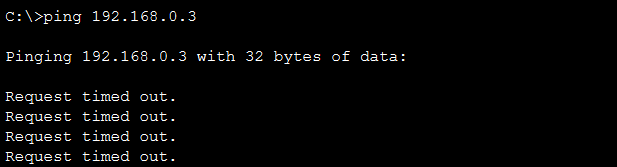 C:\>ping 192.168.0.3
Pinging 192.168.0.3 with 32 bytes of data:
Request timed out.
Request timed out.
Request timed out.
Request timed out.